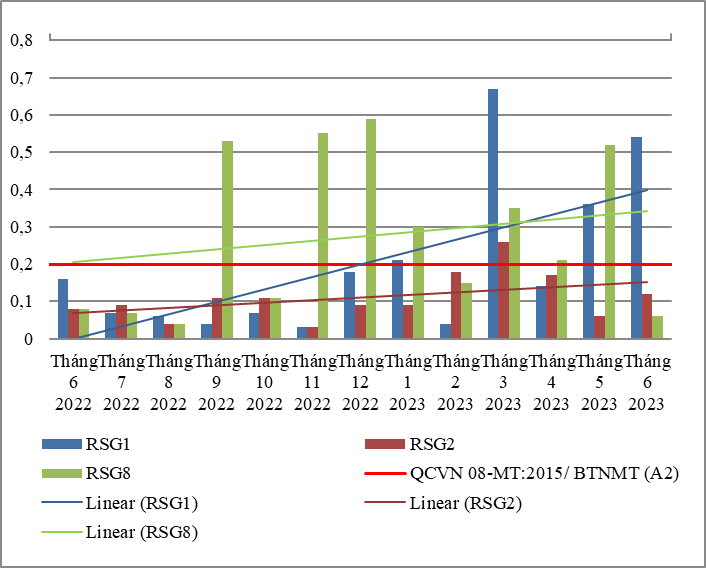 0,8
0,7
0,6
0,5
0,4
0,3
0,2
0,1
0
Tháng Tháng Tháng Tháng Tháng Tháng Tháng Tháng Tháng Tháng Tháng Tháng Tháng
6 7 8 9 10 11 12 1 2 3 4 5 6
2022 2022 2022 2022 2022 2022 2022 2023 2023 2023 2023 2023 2023
RSG1 RSG2
RSG8 QCVN 08-MT:2015/ BTNMT (A2)
Linear (RSG1) Linear (RSG2)
Linear (RSG8)